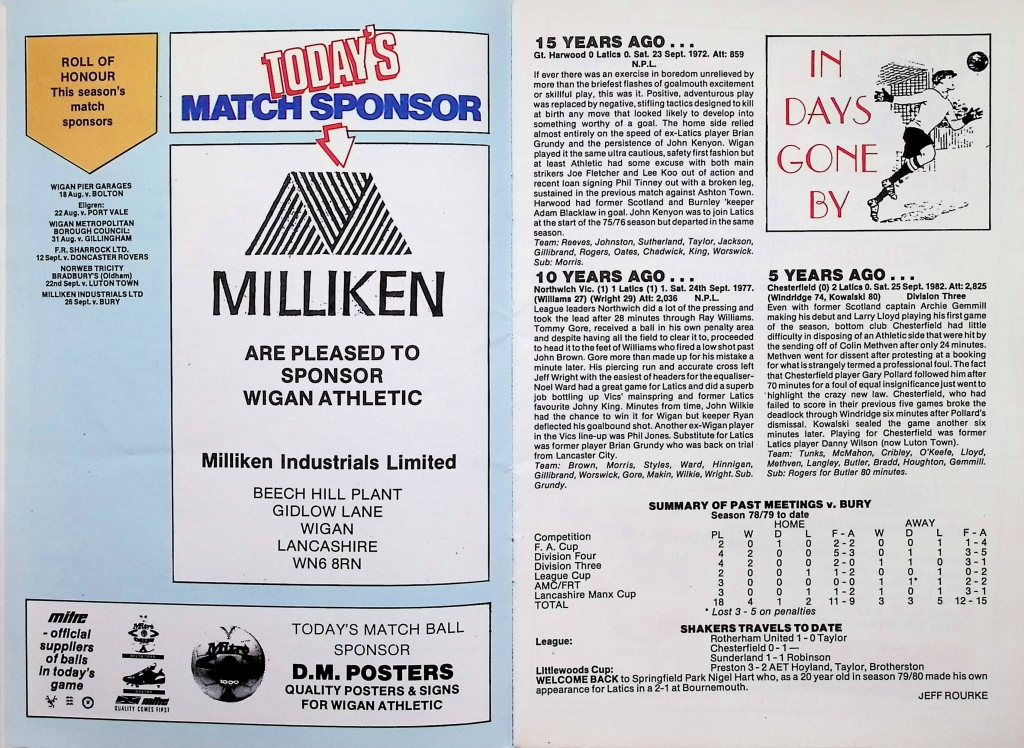 ROLL OF
HONOUR
This season's
match
sponsors
WIGAN PIER GARAGES
18 Aug. v. BOLTON
Ellgren:
22 Aug. v. PORT VALE
WIGAN METROPOLITAN
BOROUGH COUNCIL:
31 Aug. v. GILLINGHAM
F.R. SHARROCK LTD.
12 Sept. v. DONCASTER ROVERS
NORWEB TRICITY
BRADBURY'S (Oldham)
22nd Sept. v. LUTON TOWN
MILLIKEN INDUSTRIALS LTD
26 Sept. v. BURY
TODAY'S
MATCH SPONSOR
MILLIKEN
ARE PLEASED TO
SPONSOR
WIGAN ATHLETIC
Milliken Industrials Limited
BEECH HILL PLANT
GIDLOW LANE
WIGAN
LANCASHIRE
WN6 8RN
mitre
- official
suppliers
of balls
in today's
game
mitre
QUALITY COMES FIRST
Mitre
1000
TODAY'S MATCH BALL
SPONSOR
D.M. POSTERS
QUALITY POSTERS & SIGNS
FOR WIGAN ATHLETIC
15 YEARS AGO . . .
Gt. Harwood 0 Latics 0. Sat. 23 Sept. 1972. Att: 859
N.P.L.
If ever there was an exercise in boredom unrelieved by
more than the briefest flashes of goalmouth excitement
or skillful play, this was it. Positive, adventurous play
was replaced by negative, stifling tactics designed to kill
at birth any move that looked likely to develop into
something worthy of a goal. The home side relied
almost entirely on the speed of ex-Latics player Brian
Grundy and the persistence of John Kenyon. Wigan
played it the same ultra cautious, safety first fashion but
at least Athletic had some excuse with both main
strikers Joe Fletcher and Lee Koo out of action and
recent loan signing Phil Tinney out with a broken leg,
sustained in the previous match against Ashton Town.
Harwood had former Scotland and Burnley 'keeper
Adam Blacklaw in goal. John Kenyon was to join Latics
at the start of the 75/76 season but departed in the same
season.
Team: Reeves, Johnston, Sutherland, Taylor, Jackson,
Gillibrand, Rogers, Oates, Chadwick, King, Worswick.
Sub: Morris.
IN
DAYS
GONE
BY
10 YEARS AGO . . .
Northwich Vic. (1) 1 Latics (1) 1. Sat. 24th Sept. 1977.
(Williams 27) (Wright 29) Att: 2,036 N.P.L.
League leaders Northwich did a lot of the pressing and
took the lead after 28 minutes through Ray Williams.
Tommy Gore, received a ball in his own penalty area
and despite having all the field to clear it to, proceeded
to head it to the feet of Williams who fired a low shot past
John Brown. Gore more than made up for his mistake a
minute later. His piercing run and accurate cross left
Jeff Wright with the easiest of headers for the equaliser-
Noel Ward had a great game for Latics and did a superb
job bottling up Vics' mainspring and former Latics
favourite Johny King. Minutes from time, John Wilkie
had the chance to win it for Wigan but keeper Ryan
deflected his goalbound shot. Another ex-Wigan player
in the Vics line-up was Phil Jones. Substitute for Latics
was former player Brian Grundy who was back on trial
from Lancaster City.
Team: Brown, Morris, Styles, Ward, Hinnigan,
Gillibrand, Worswick, Gore, Makin, Wilkie, Wright. Sub.
Grundy.
5 YEARS AGO . . .
Chesterfield (0) 2 Latics 0. Sat. 25 Sept. 1982. Att: 2,825
(Windridge 74, Kowalski 80) Division Three
Even with former Scotland captain Archie Gemmill
making his debut and Larry Lloyd playing his first game
of the season, bottom club Chesterfield had little
difficulty in disposing of an Athletic side that were hit by
the sending off of Colin Methven after only 24 minutes.
Methven went for dissent after protesting at a booking
for what is strangely termed a professional foul. The fact
that Chesterfield player Gary Pollard followed him after
70 minutes for a foul of equal insignificance just went to
highlight the crazy new law. Chesterfield, who had
failed to score in their previous five games broke the
deadlock through Windridge six minutes after Pollard's
dismissal. Kowalski sealed the game another six
minutes later. Playing for Chesterfield was former
Latics player Danny Wilson (now Luton Town).
Team: Tunks, McMahon, Cribley, O'Keefe, Lloyd,
Methven, Langley, Butler, Bradd, Houghton, Gemmill.
Sub: Rogers for Butler 80 minutes.
SUMMARY OF PAST MEETINGS v. BURY
Season 78/79 to date
HOME AWAY
Competition PL W D L F - A W D L F - A
F. A. Cup 2 0 1 0 2 - 2 0 0 1 1 - 4
Division Four 4 2 0 0 5 - 3 0 1 1 3 - 5
Division Three 4 2 0 0 2 - 0 1 1 0 3 - 1
League Cup 2 0 0 1 1 - 2 0 0 1 0 - 2
AMC/FRT 3 0 0 0 0 - 0 1 1* 1 2 - 2
Lancashire Manx Cup 3 0 0 1 1 - 2 1 0 1 3 - 1
TOTAL 18 4 1 2 11 - 9 3 3 5 12 - 15
* Lost 3 - 5 on penalties
SHAKERS TRAVELS TO DATE
League: Rotherham United 1 - 0 Taylor
Chesterfield 0 - 1 —
Sunderland 1 - 1 Robinson
Littlewoods Cup: Preston 3 - 2 AET Hoyland, Taylor, Brotherston
WELCOME BACK to Springfield Park Nigel Hart who, as a 20 year old in season 79/80 made his own
appearance for Latics in a 2-1 at Bournemouth.
JEFF ROURKE